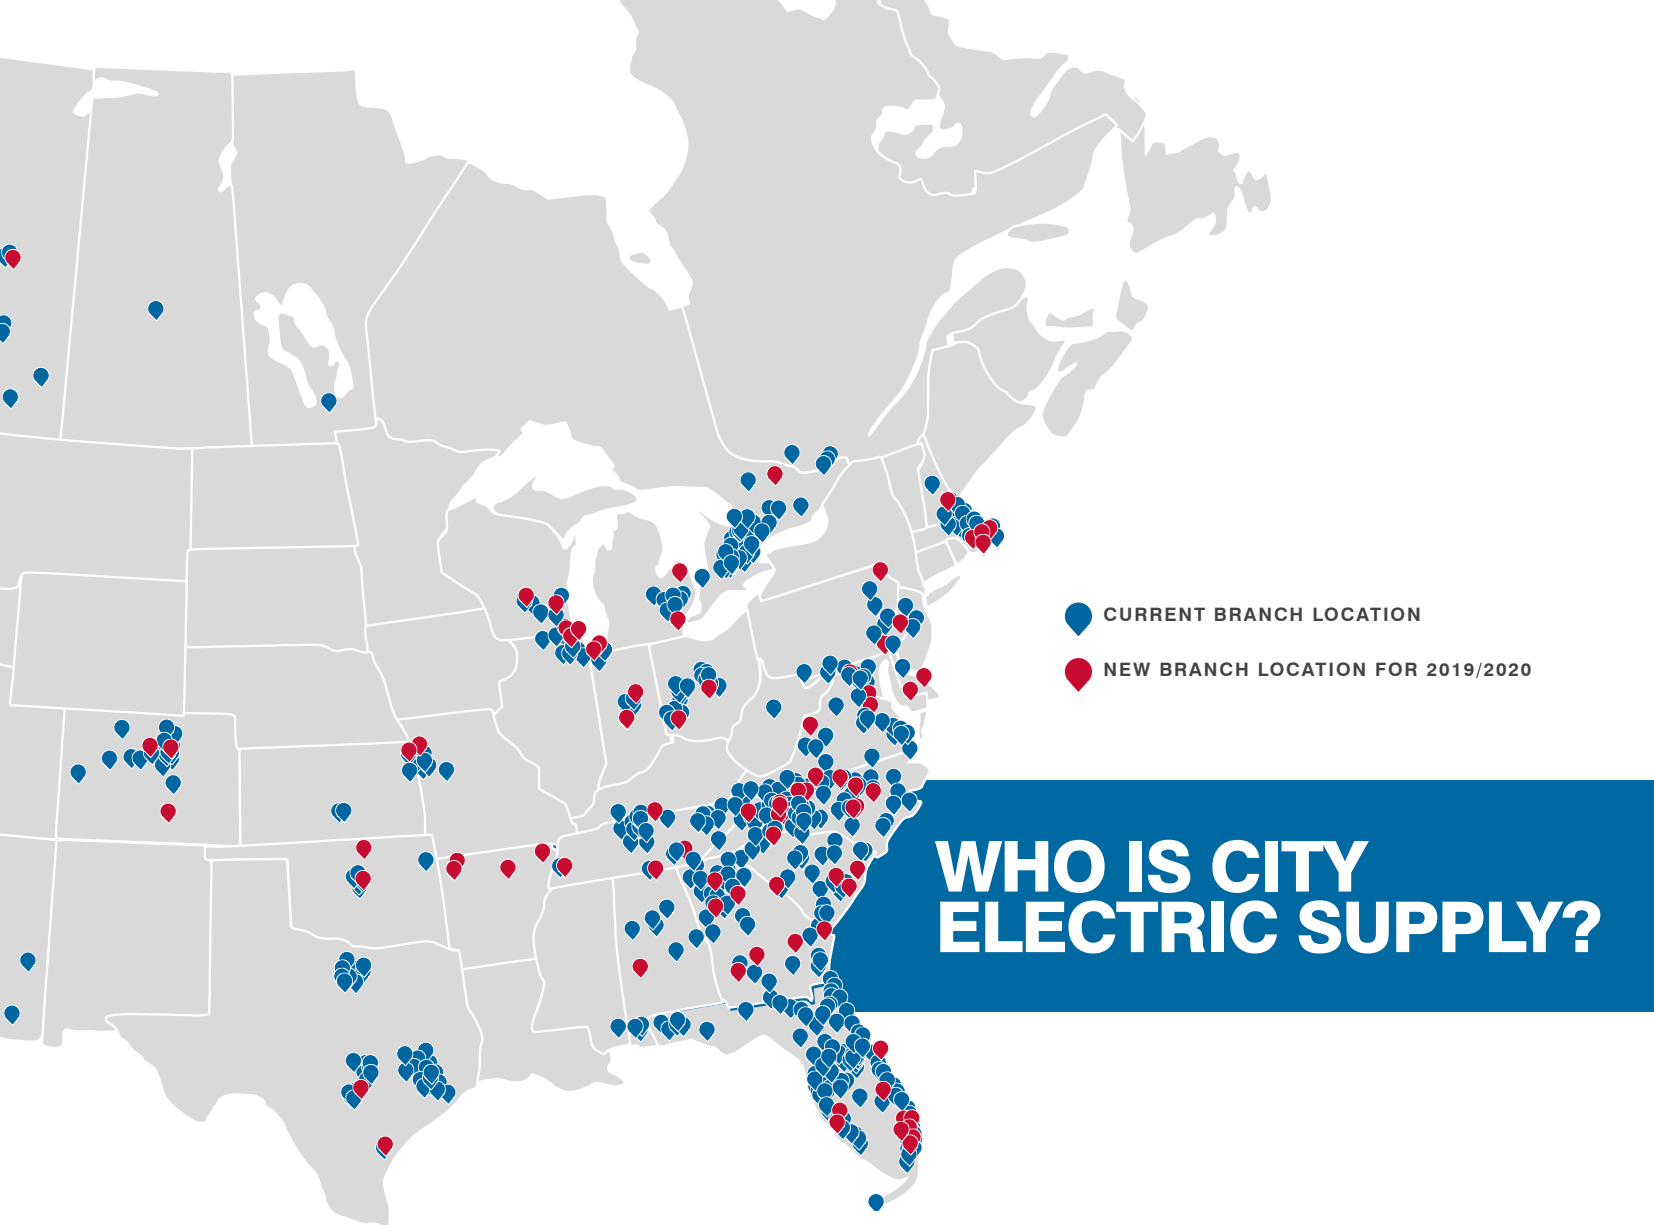 CURRENT BRANCH LOCATION
NEW BRANCH LOCATION FOR 2019/2020
WHO IS CITY
ELECTRIC SUPPLY?